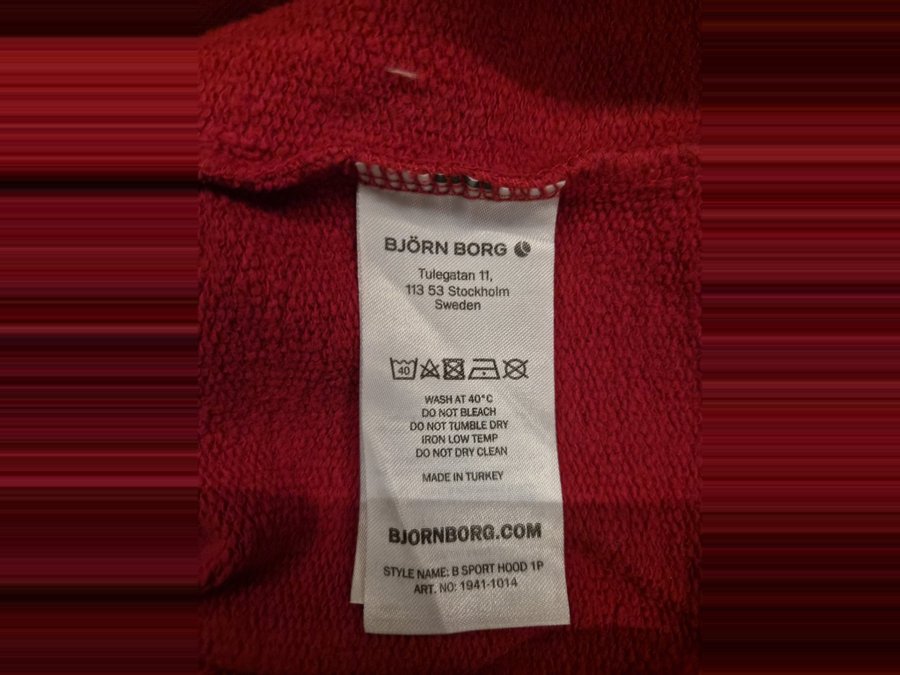 BJÖRN BORG
Tulegatan 11,
113 53 Stockholm
Sweden
40
WASH AT 40°C
DO NOT BLEACH
DO NOT TUMBLE DRY
IRON LOW TEMP
DO NOT DRY CLEAN
MADE IN TURKEY
BJORNBORG.COM
STYLE NAME: B SPORT HOOD 1P
ART. NO: 1941-1014